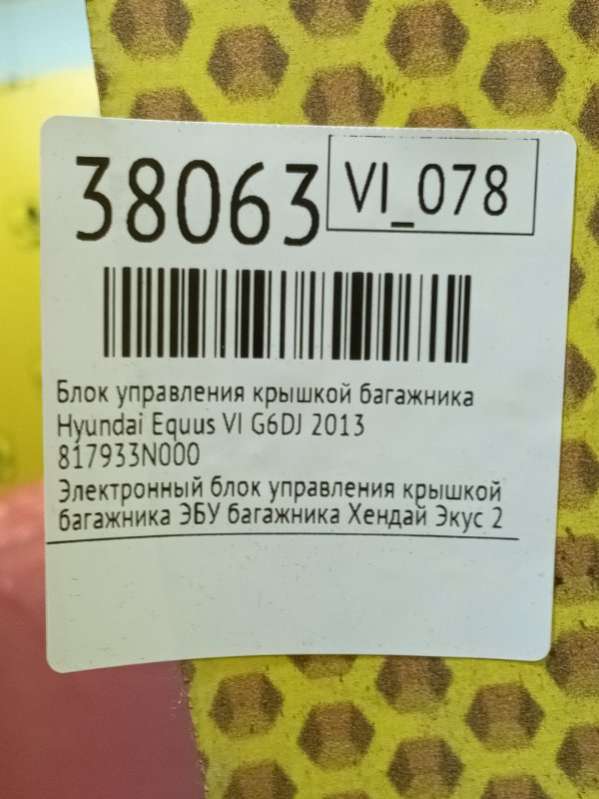 38063
VI_078
Блок управления крышкой багажника
Hyundai Equus VI G6DJ 2013
817933N000
Электронный блок управления крышкой
багажника ЭБУ багажника Хендай Экус 2